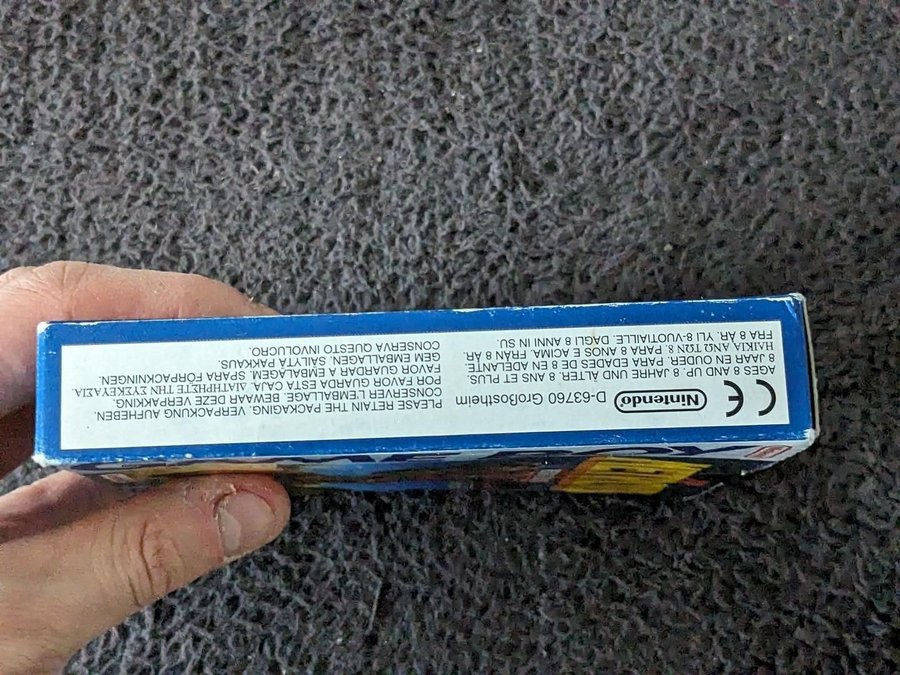 CE
Nintendo
D-63760 Großostheim
AGES 8 AND UP. 8 JAHRE UND ÄLTER. 8 ANS ET PLUS.
8 JAAR EN OUDER. PARA EDADES DE 8 EN ADELANTE.
ΗΛΙΚΙΑ ΑΝΩ ΤΩΝ 8. PARA 8 ANOS E ACIMA. FRÅN 8 ÅR.
FRA 8 ÅR. YLI 8-VUOTIAILLE. DAGLI 8 ANNI IN SU.
PLEASE RETAIN THE PACKAGING. VERPACKUNG AUFHEBEN.
CONSERVER L'EMBALLAGE. BEWAAR DEZE VERPAKKING.
POR FAVOR GUARDA ESTA CAJA. ΔΙΑΤΗΡΗΣΤΕ ΤΗΝ ΣΥΣΚΕΥΑΣΙΑ.
FAVOR GUARDAR A EMBALAGEM. SPARA FÖRPACKNINGEN.
GEM EMBALLAGEN. SÄILYTÄ PAKKAUS.
CONSERVA QUESTO INVOLUCRO.